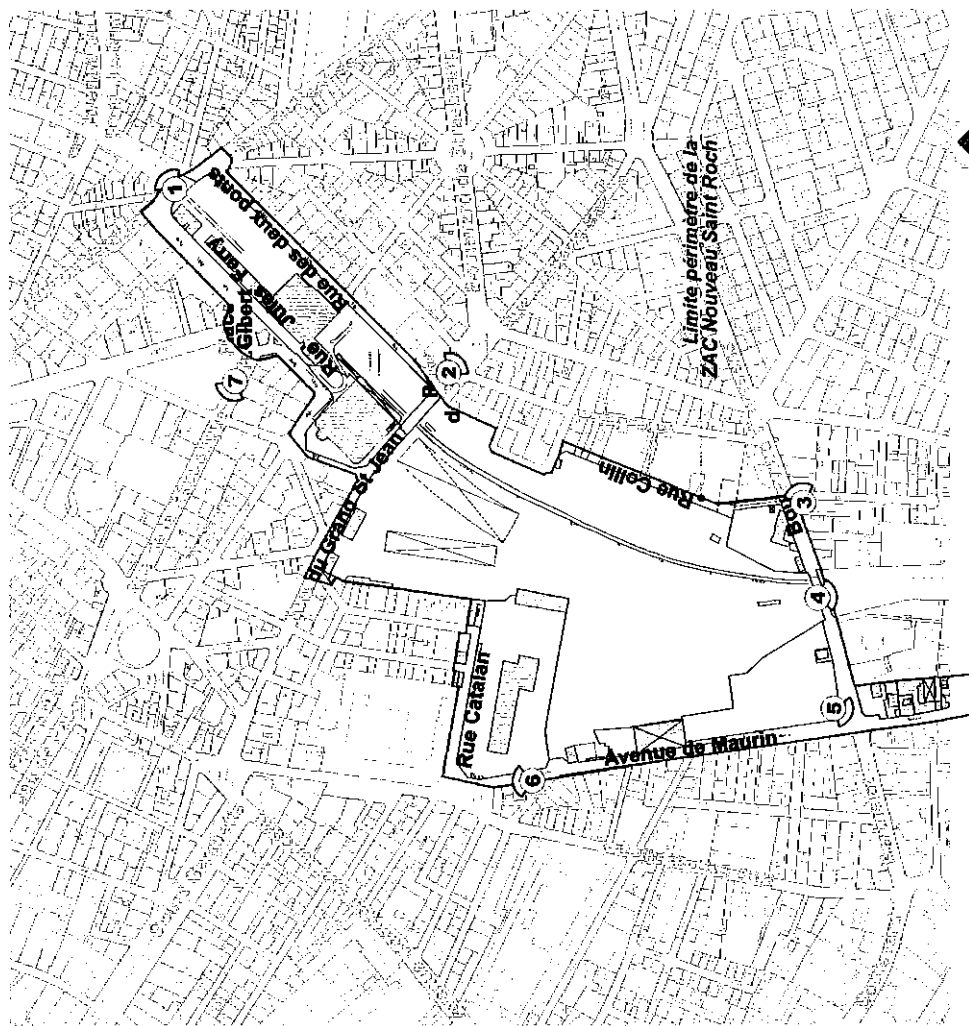 1
Rue des deux ponts
Rue Jules Ferry
Gibert
7
2
R
d
du Grand St Jean
Limite périmètre de la
ZAC Nouveau Saint Roch
Rue Collin
3
4
Rue Catalan
5
Avenue de Maurin
6